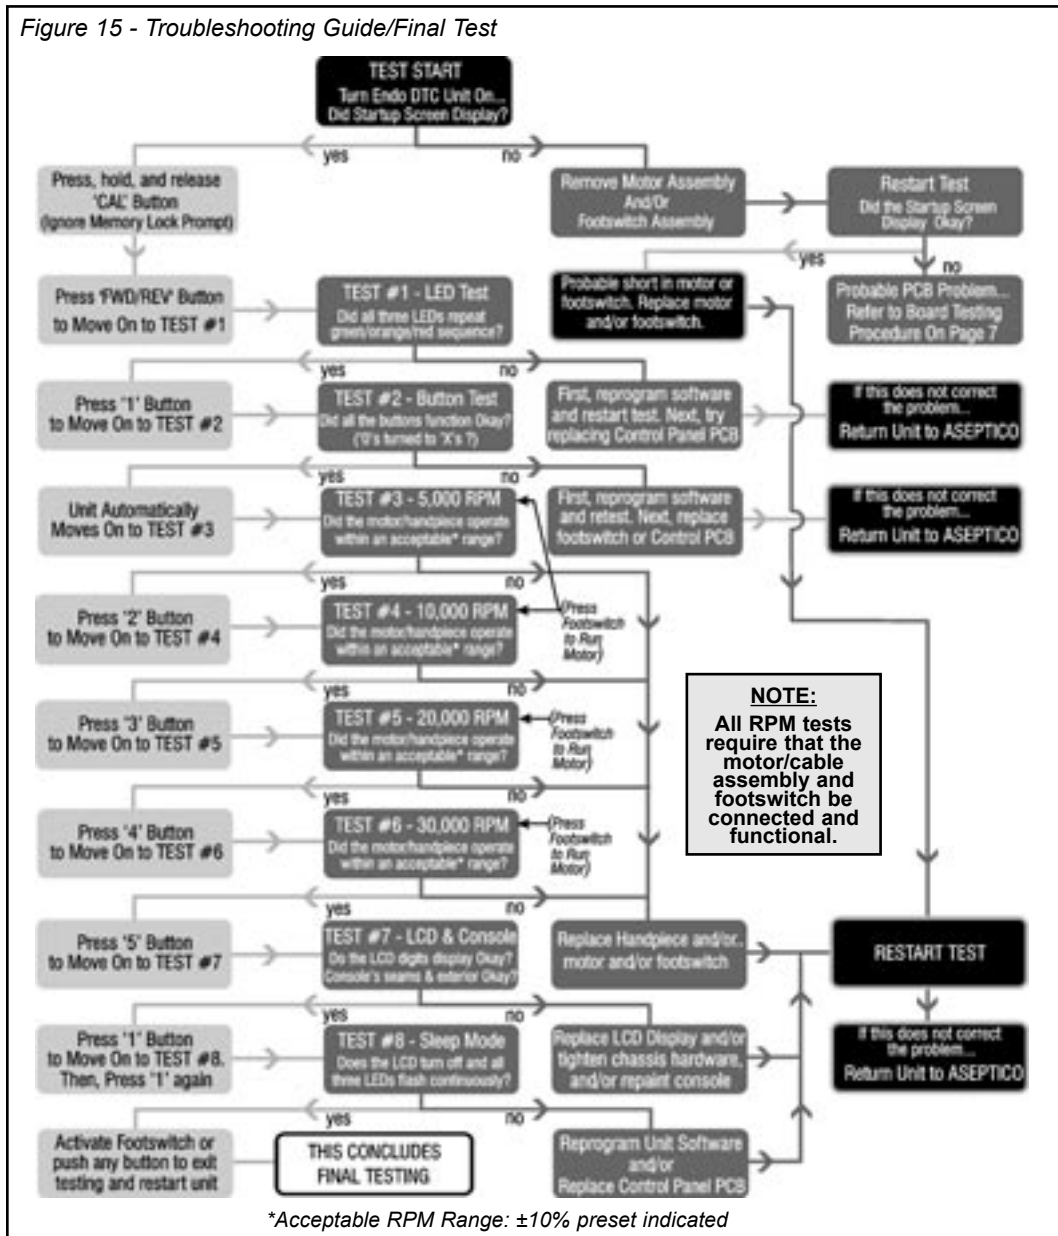 Figure 15 - Troubleshooting Guide/Final Test
TEST START
Turn Endo DTC Unit On...
Did Startup Screen Display?
yes
no
Press, hold, and release
'CAL' Button
(Ignore Memory Lock Prompt)
Remove Motor Assembly
And/Or
Footswitch Assembly
Restart Test
Did the Startup Screen
Display Okay?
yes
no
Press 'FWD/REV' Button
to Move On to TEST #1
TEST #1 - LED Test
Did all three LEDs repeat
green/orange/red sequence?
Probable short in motor or
footswitch. Replace motor
and/or footswitch.
Probable PCB Problem...
Refer to Board Testing
Procedure On Page 7
yes
no
Press '1' Button
to Move On to TEST #2
TEST #2 - Button Test
Did all the buttons function Okay?
('0's turned to 'X's ?)
First, reprogram software
and restart test. Next, try
replacing Control Panel PCB
If this does not correct
the problem...
Return Unit to ASEPTICO
yes
no
Unit Automatically
Moves On to TEST #3
TEST #3 - 5,000 RPM
Did the motor/handpiece operate
within an acceptable* range?
First, reprogram software
and retest. Next, replace
footswitch or Control PCB
If this does not correct
the problem...
Return Unit to ASEPTICO
yes
no
Press '2' Button
to Move On to TEST #4
TEST #4 - 10,000 RPM
Did the motor/handpiece operate
within an acceptable* range?
(Press
Footswitch
to Run
Motor)
yes
no
Press '3' Button
to Move On to TEST #5
TEST #5 - 20,000 RPM
Did the motor/handpiece operate
within an acceptable* range?
(Press
Footswitch
to Run
Motor)
NOTE:
All RPM tests
require that the
motor/cable
assembly and
footswitch be
connected and
functional.
yes
no
Press '4' Button
to Move On to TEST #6
TEST #6 - 30,000 RPM
Did the motor/handpiece operate
within an acceptable* range?
(Press
Footswitch
to Run
Motor)
yes
no
Press '5' Button
to Move On to TEST #7
TEST #7 - LCD & Console
Do the LCD digits display Okay?
Console's seams & exterior Okay?
Replace Handpiece and/or..
motor and/or footswitch
RESTART TEST
yes
no
Press '1' Button
to Move On to TEST #8.
Then, Press '1' again
TEST #8 - Sleep Mode
Does the LCD turn off and all
three LEDs flash continuously?
Replace LCD Display and/or
tighten chassis hardware,
and/or repaint console
If this does not correct
the problem...
Return Unit to ASEPTICO
yes
no
Activate Footswitch or
push any button to exit
testing and restart unit
THIS CONCLUDES
FINAL TESTING
Reprogram Unit Software
and/or
Replace Control Panel PCB
*Acceptable RPM Range: ±10% preset indicated